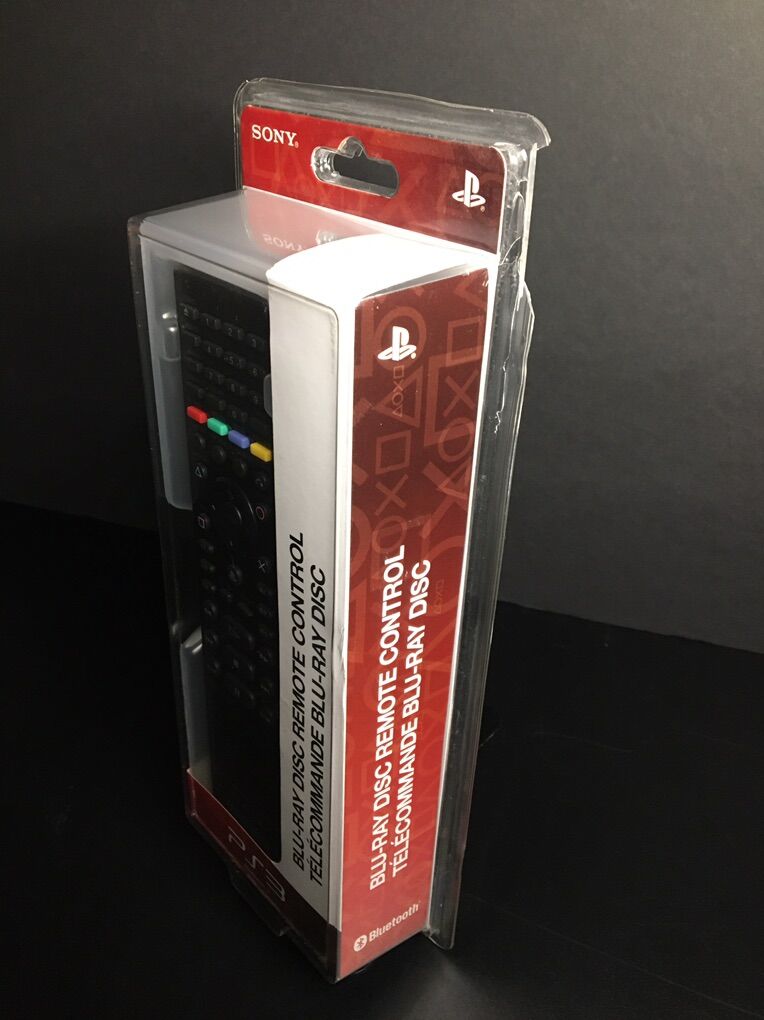 SONY
BLU-RAY DISC REMOTE CONTROL
TÉLÉCOMMANDE BLU-RAY DISC
PS3
BLU-RAY DISC REMOTE CONTROL
TÉLÉCOMMANDE BLU-RAY DISC
Bluetooth